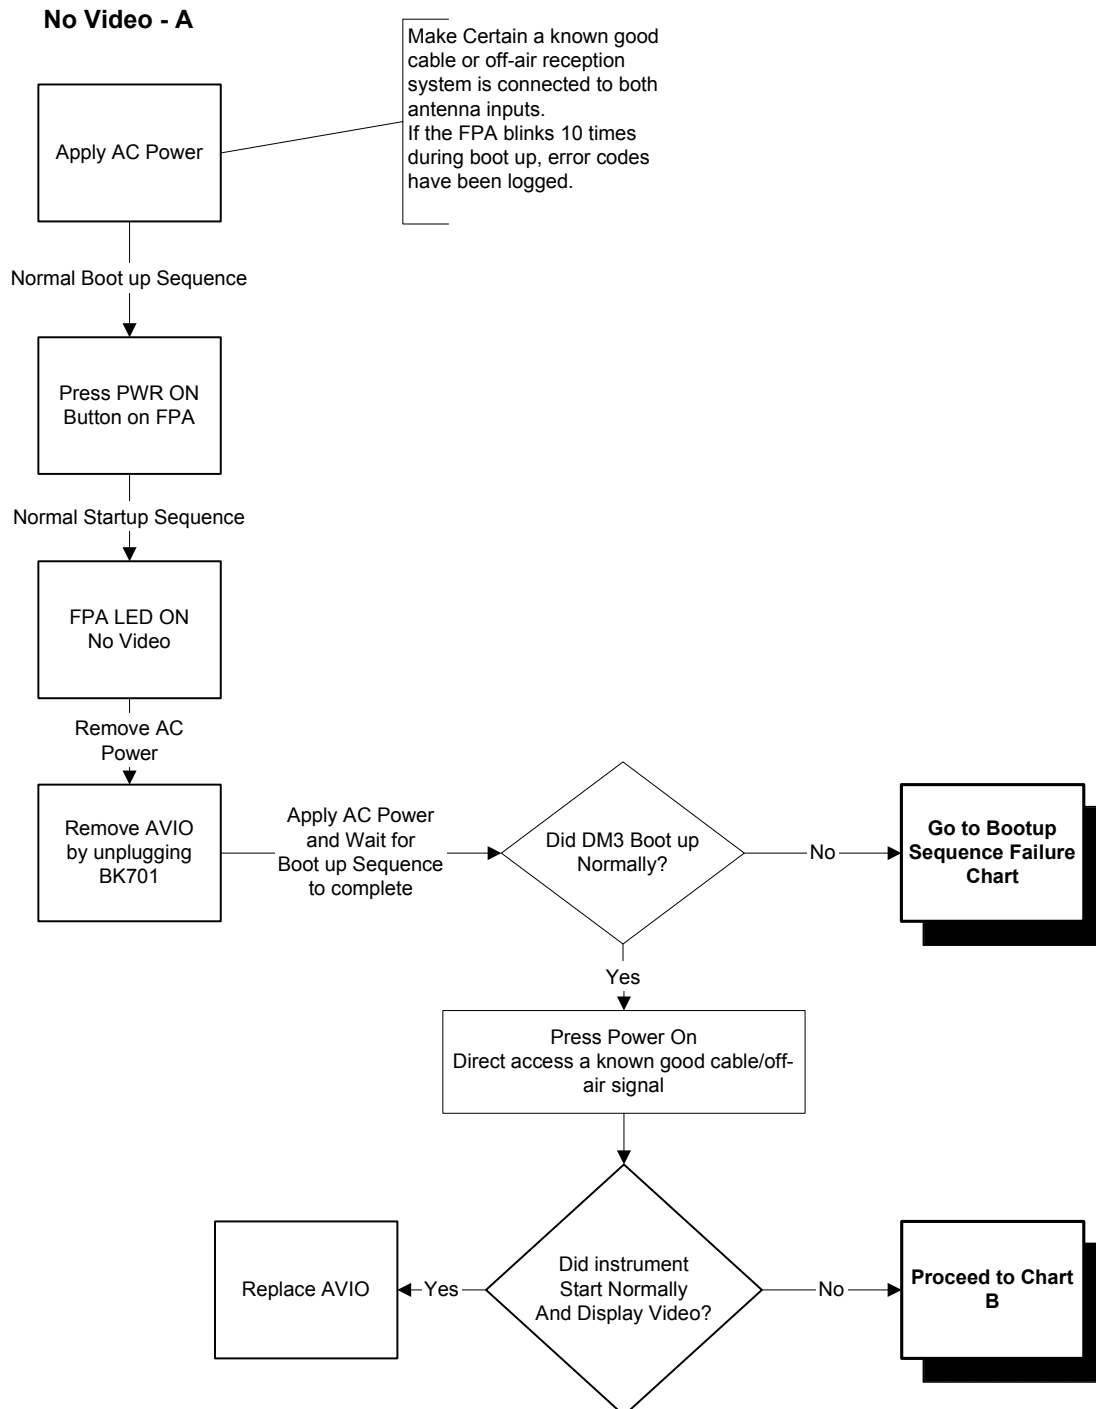 No Video - A
Make Certain a known good
cable or off-air reception
system is connected to both
antenna inputs.
If the FPA blinks 10 times
during boot up, error codes
have been logged.
Apply AC Power
Normal Boot up Sequence
Press PWR ON
Button on FPA
Normal Startup Sequence
FPA LED ON
No Video
Remove AC
Power
Remove AVIO
by unplugging
BK701
Apply AC Power
and Wait for
Boot up Sequence
to complete
Did DM3 Boot up
Normally?
No
Go to Bootup
Sequence Failure
Chart
Yes
Press Power On
Direct access a known good cable/off-
air signal
Did instrument
Start Normally
And Display Video?
Yes
Replace AVIO
No
Proceed to Chart
B